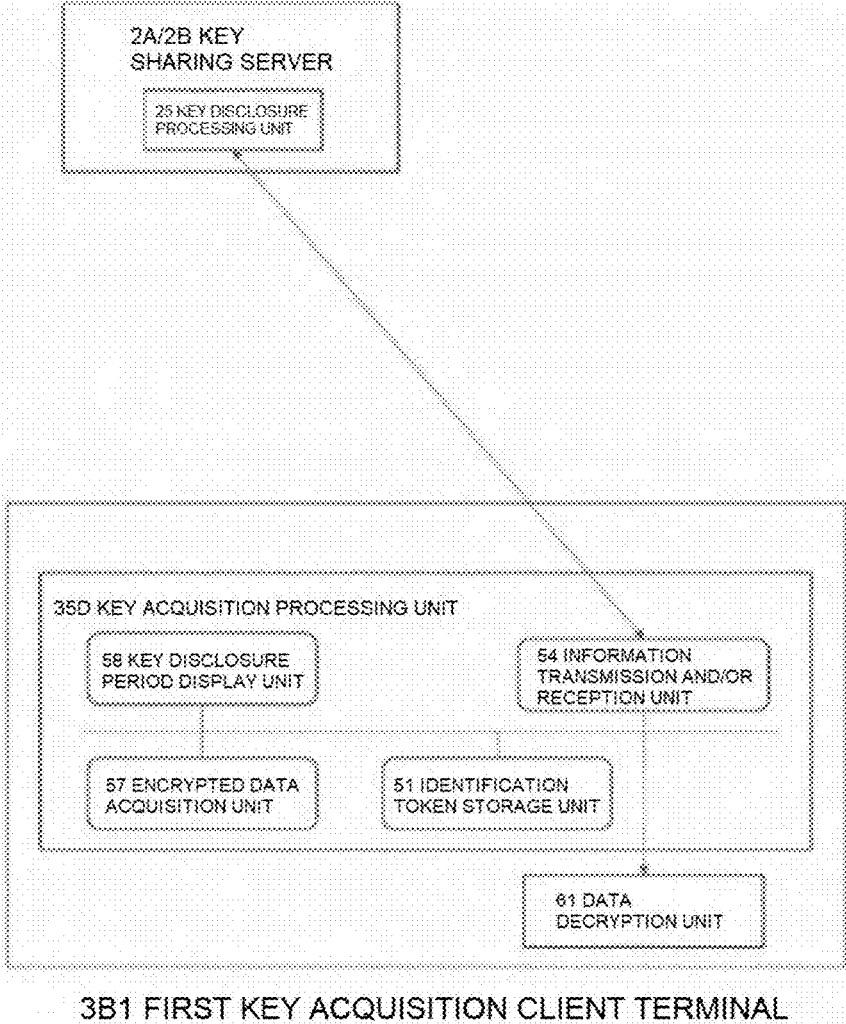 2A/2B KEY
SHARING SERVER
25 KEY DISCLOSURE
PROCESSING UNIT
35D KEY ACQUISITION PROCESSING UNIT
58 KEY DISCLOSURE
PERIOD DISPLAY UNIT
54 INFORMATION
TRANSMISSION AND/OR
RECEPTION UNIT
57 ENCRYPTED DATA
ACQUISITION UNIT
51 IDENTIFICATION
TOKEN STORAGE UNIT
61 DATA
DECRYPTION UNIT
3B1 FIRST KEY ACQUISITION CLIENT TERMINAL